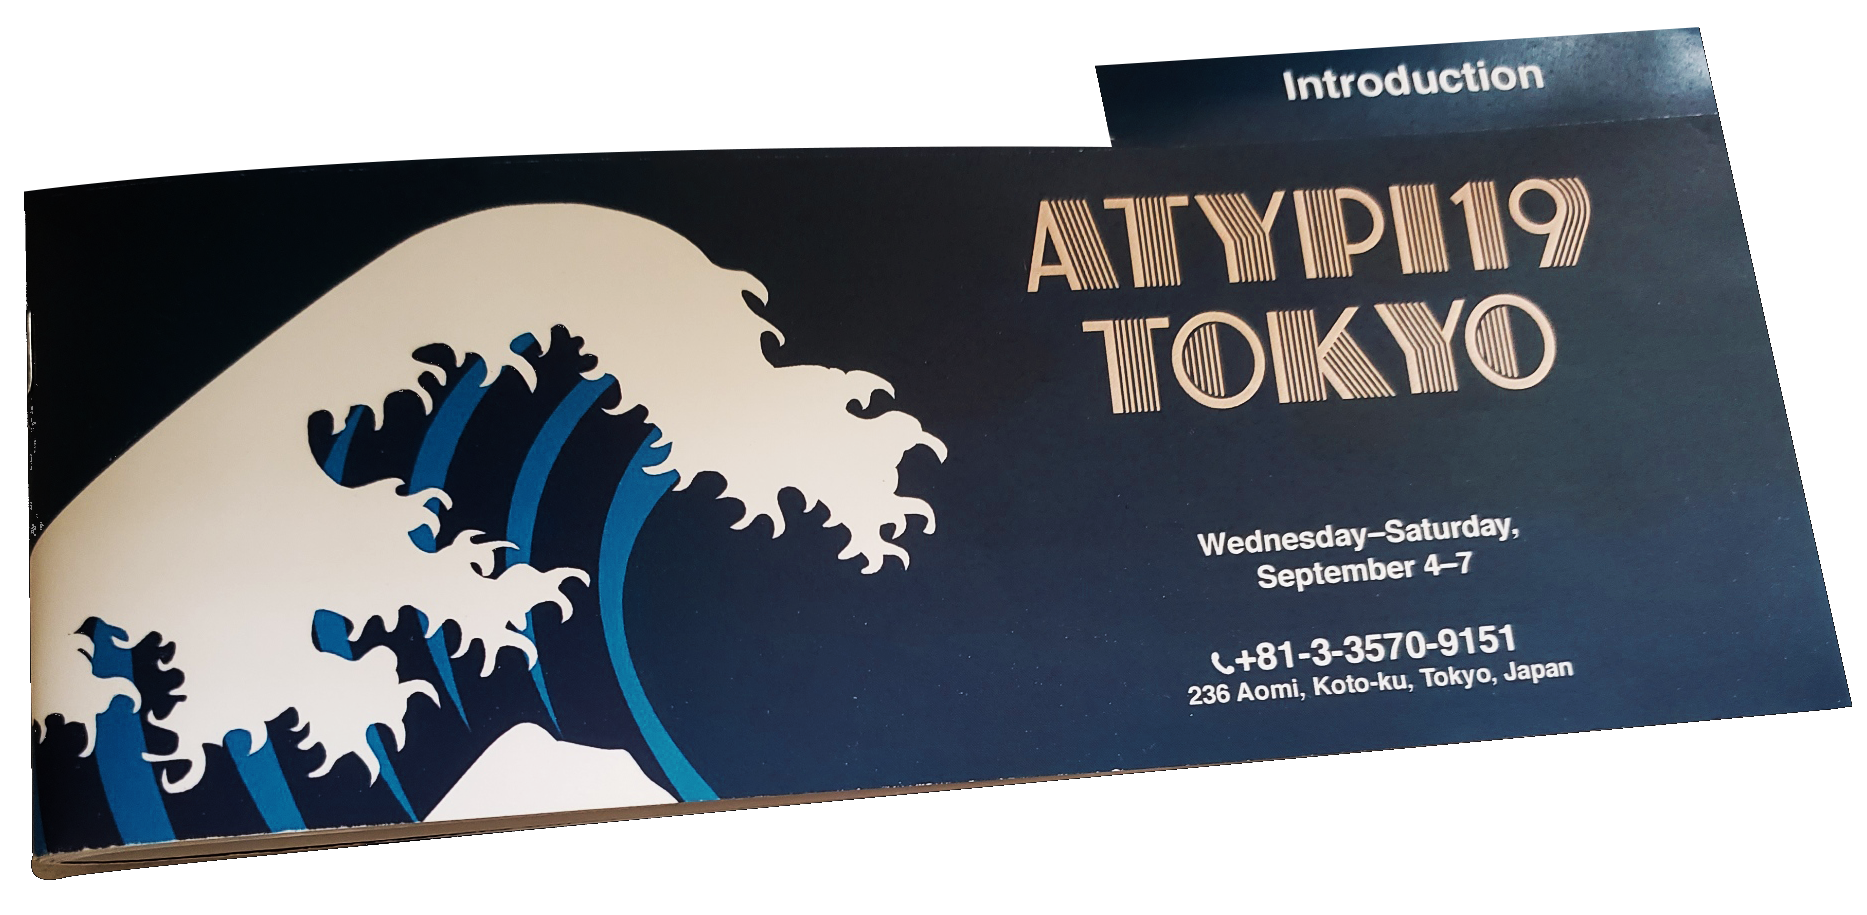 Introduction
ATYPI19
TOKYO
Wednesday–Saturday,
September 4–7
+81-3-3570-9151
236 Aomi, Koto-ku, Tokyo, Japan